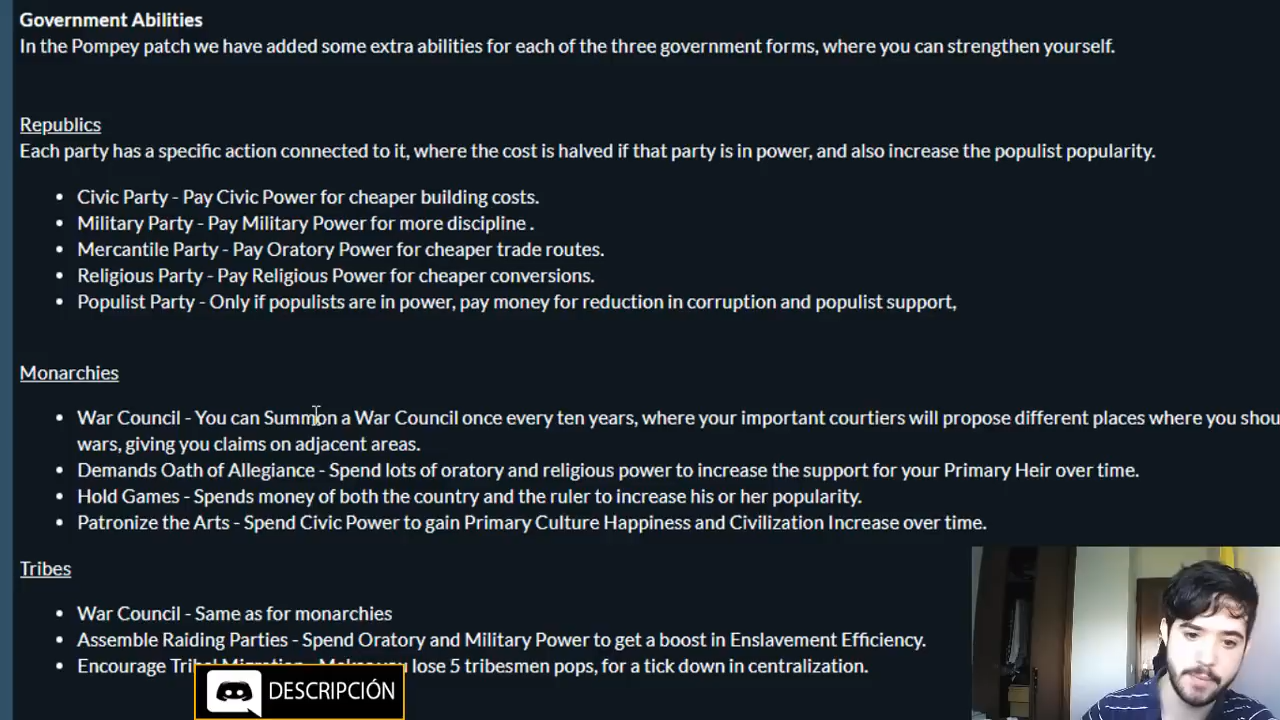 Government Abilities
In the Pompey patch we have added some extra abilities for each of the three government forms, where you can strengthen yourself.
Republics
Each party has a specific action connected to it, where the cost is halved if that party is in power, and also increase the populist popularity.
• Civic Party - Pay Civic Power for cheaper building costs.
• Military Party - Pay Military Power for more discipline .
• Mercantile Party - Pay Oratory Power for cheaper trade routes.
• Religious Party - Pay Religious Power for cheaper conversions.
• Populist Party - Only if populists are in power, pay money for reduction in corruption and populist support,
Monarchies
• War Council - You can Summon a War Council once every ten years, where your important courtiers will propose different places where you
wars, giving you claims on adjacent areas.
• Demands Oath of Allegiance - Spend lots of oratory and religious power to increase the support for your Primary Heir over time.
• Hold Games - Spends money of both the country and the ruler to increase his or her popularity.
• Patronize the Arts - Spend Civic Power to gain Primary Culture Happiness and Civilization Increase over time.
Tribes
• War Council - Same as for monarchies
• Assemble Raiding Parties - Spend Oratory and Military Power to get a boost in Enslavement Efficiency.
• Encourage lose 5 tribesmen pops, for a tick down in centralization.
DESCRIPCIÓN